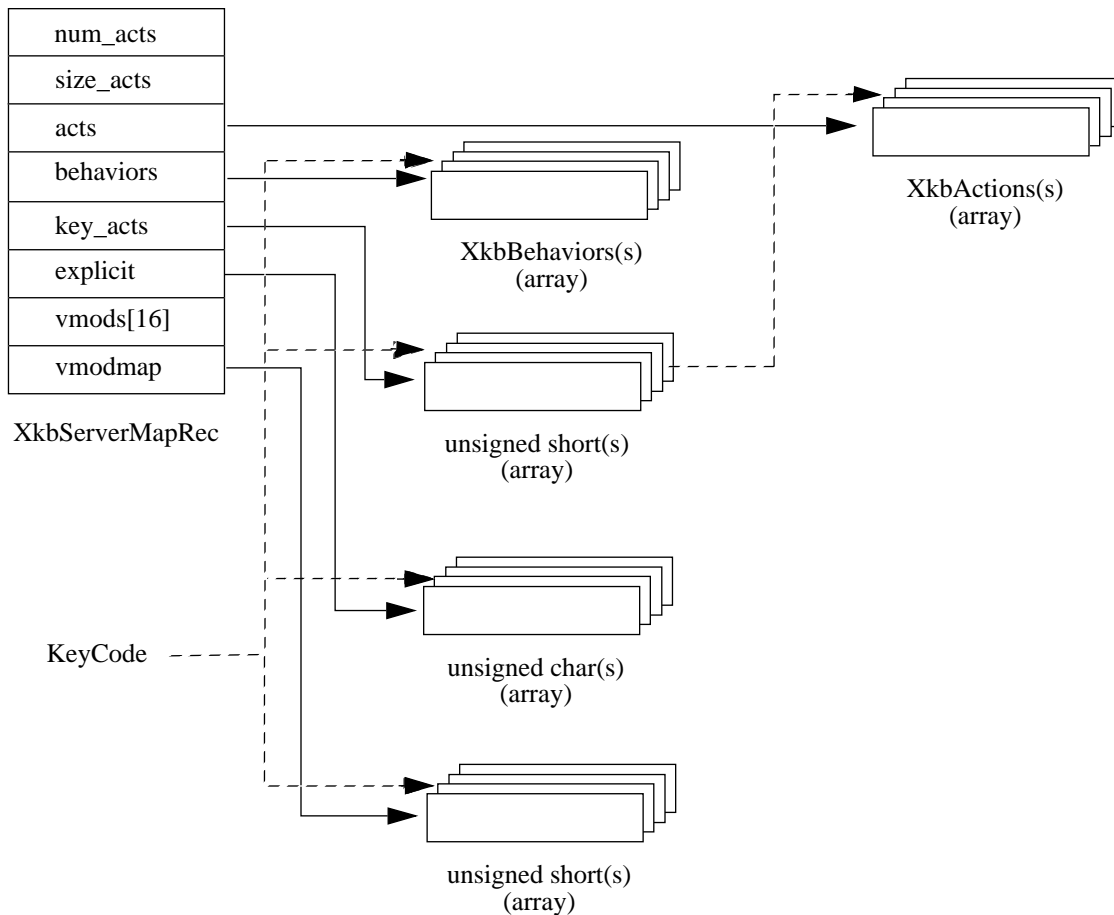 num_acts
size_acts
acts
behaviors
key_acts
explicit
vmods[16]
vmodmap
XkbServerMapRec
XkbActions(s)
(array)
XkbBehaviors(s)
(array)
unsigned short(s)
(array)
KeyCode
unsigned char(s)
(array)
unsigned short(s)
(array)